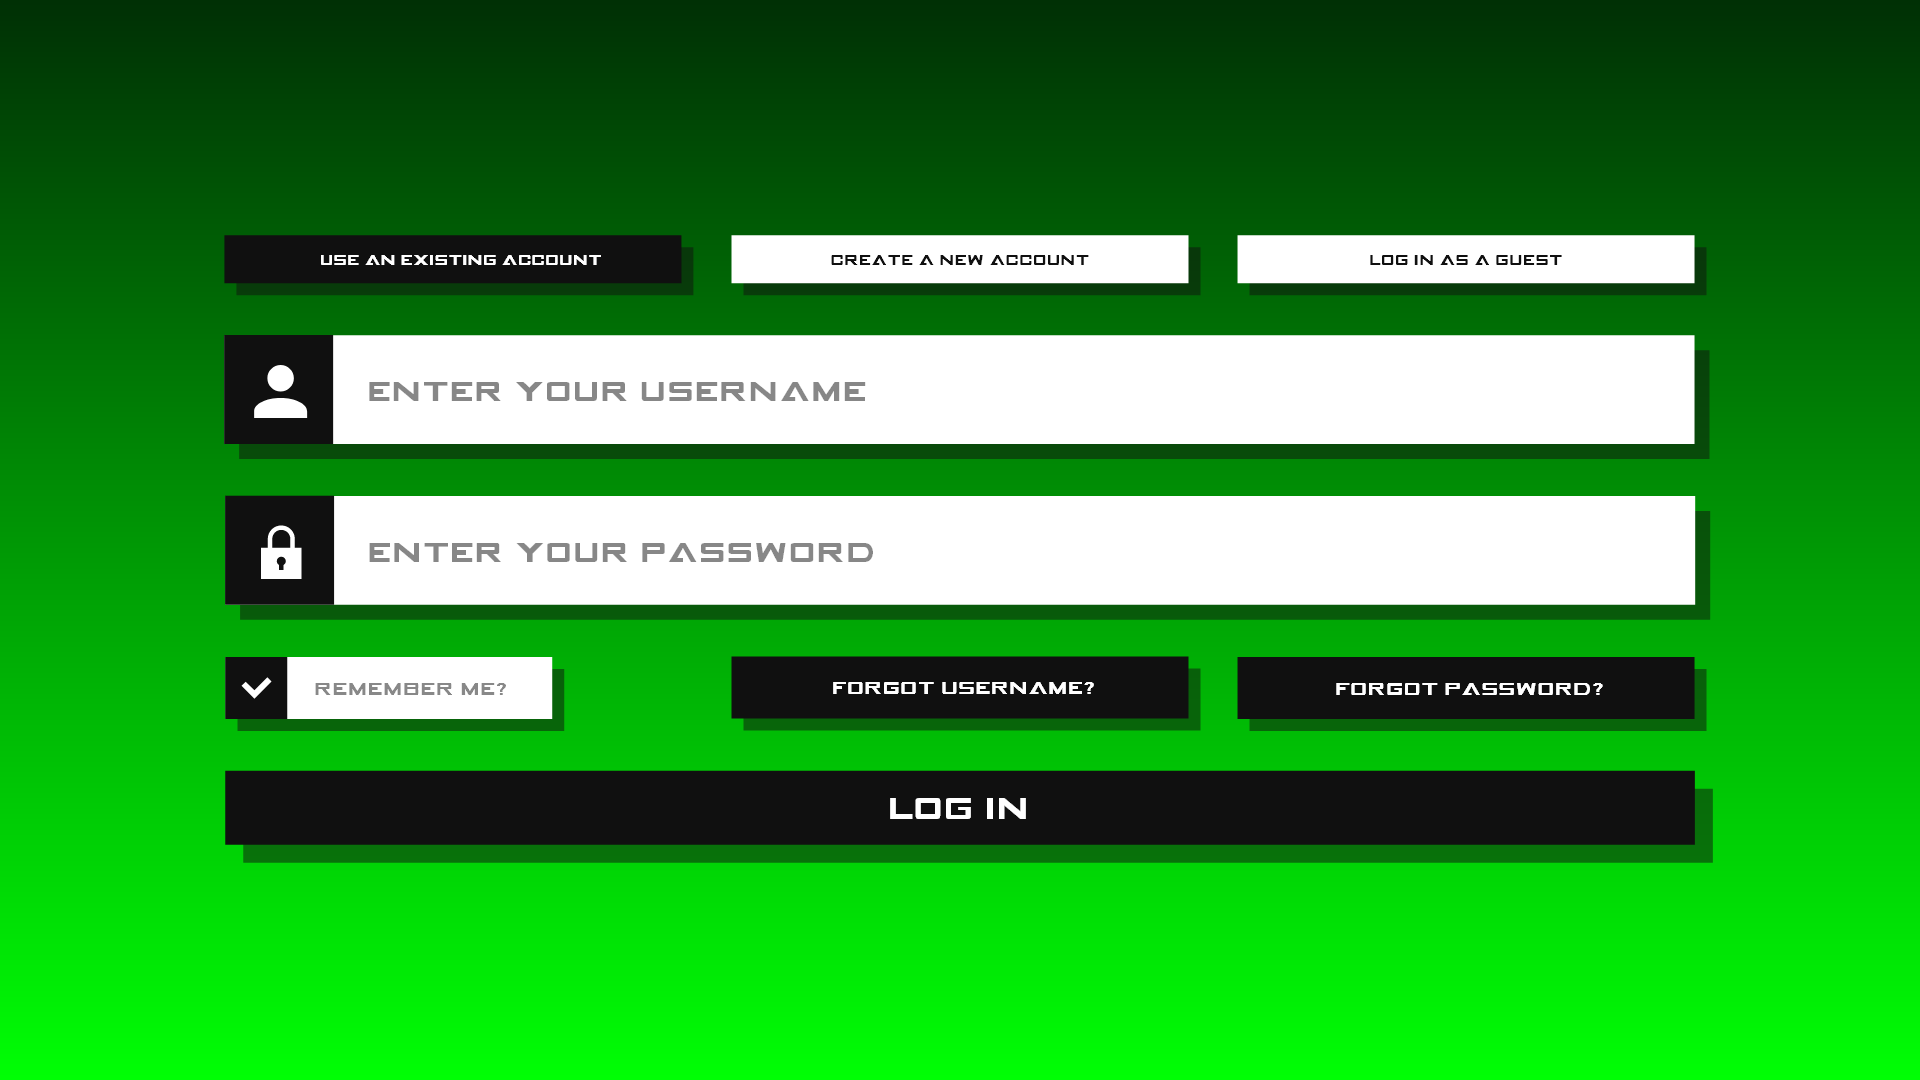 USE AN EXISTING ACCOUNT
CREATE A NEW ACCOUNT
LOG IN AS A GUEST
ENTER YOUR USERNAME
ENTER YOUR PASSWORD
REMEMBER ME?
FORGOT USERNAME?
FORGOT PASSWORD?
LOG IN